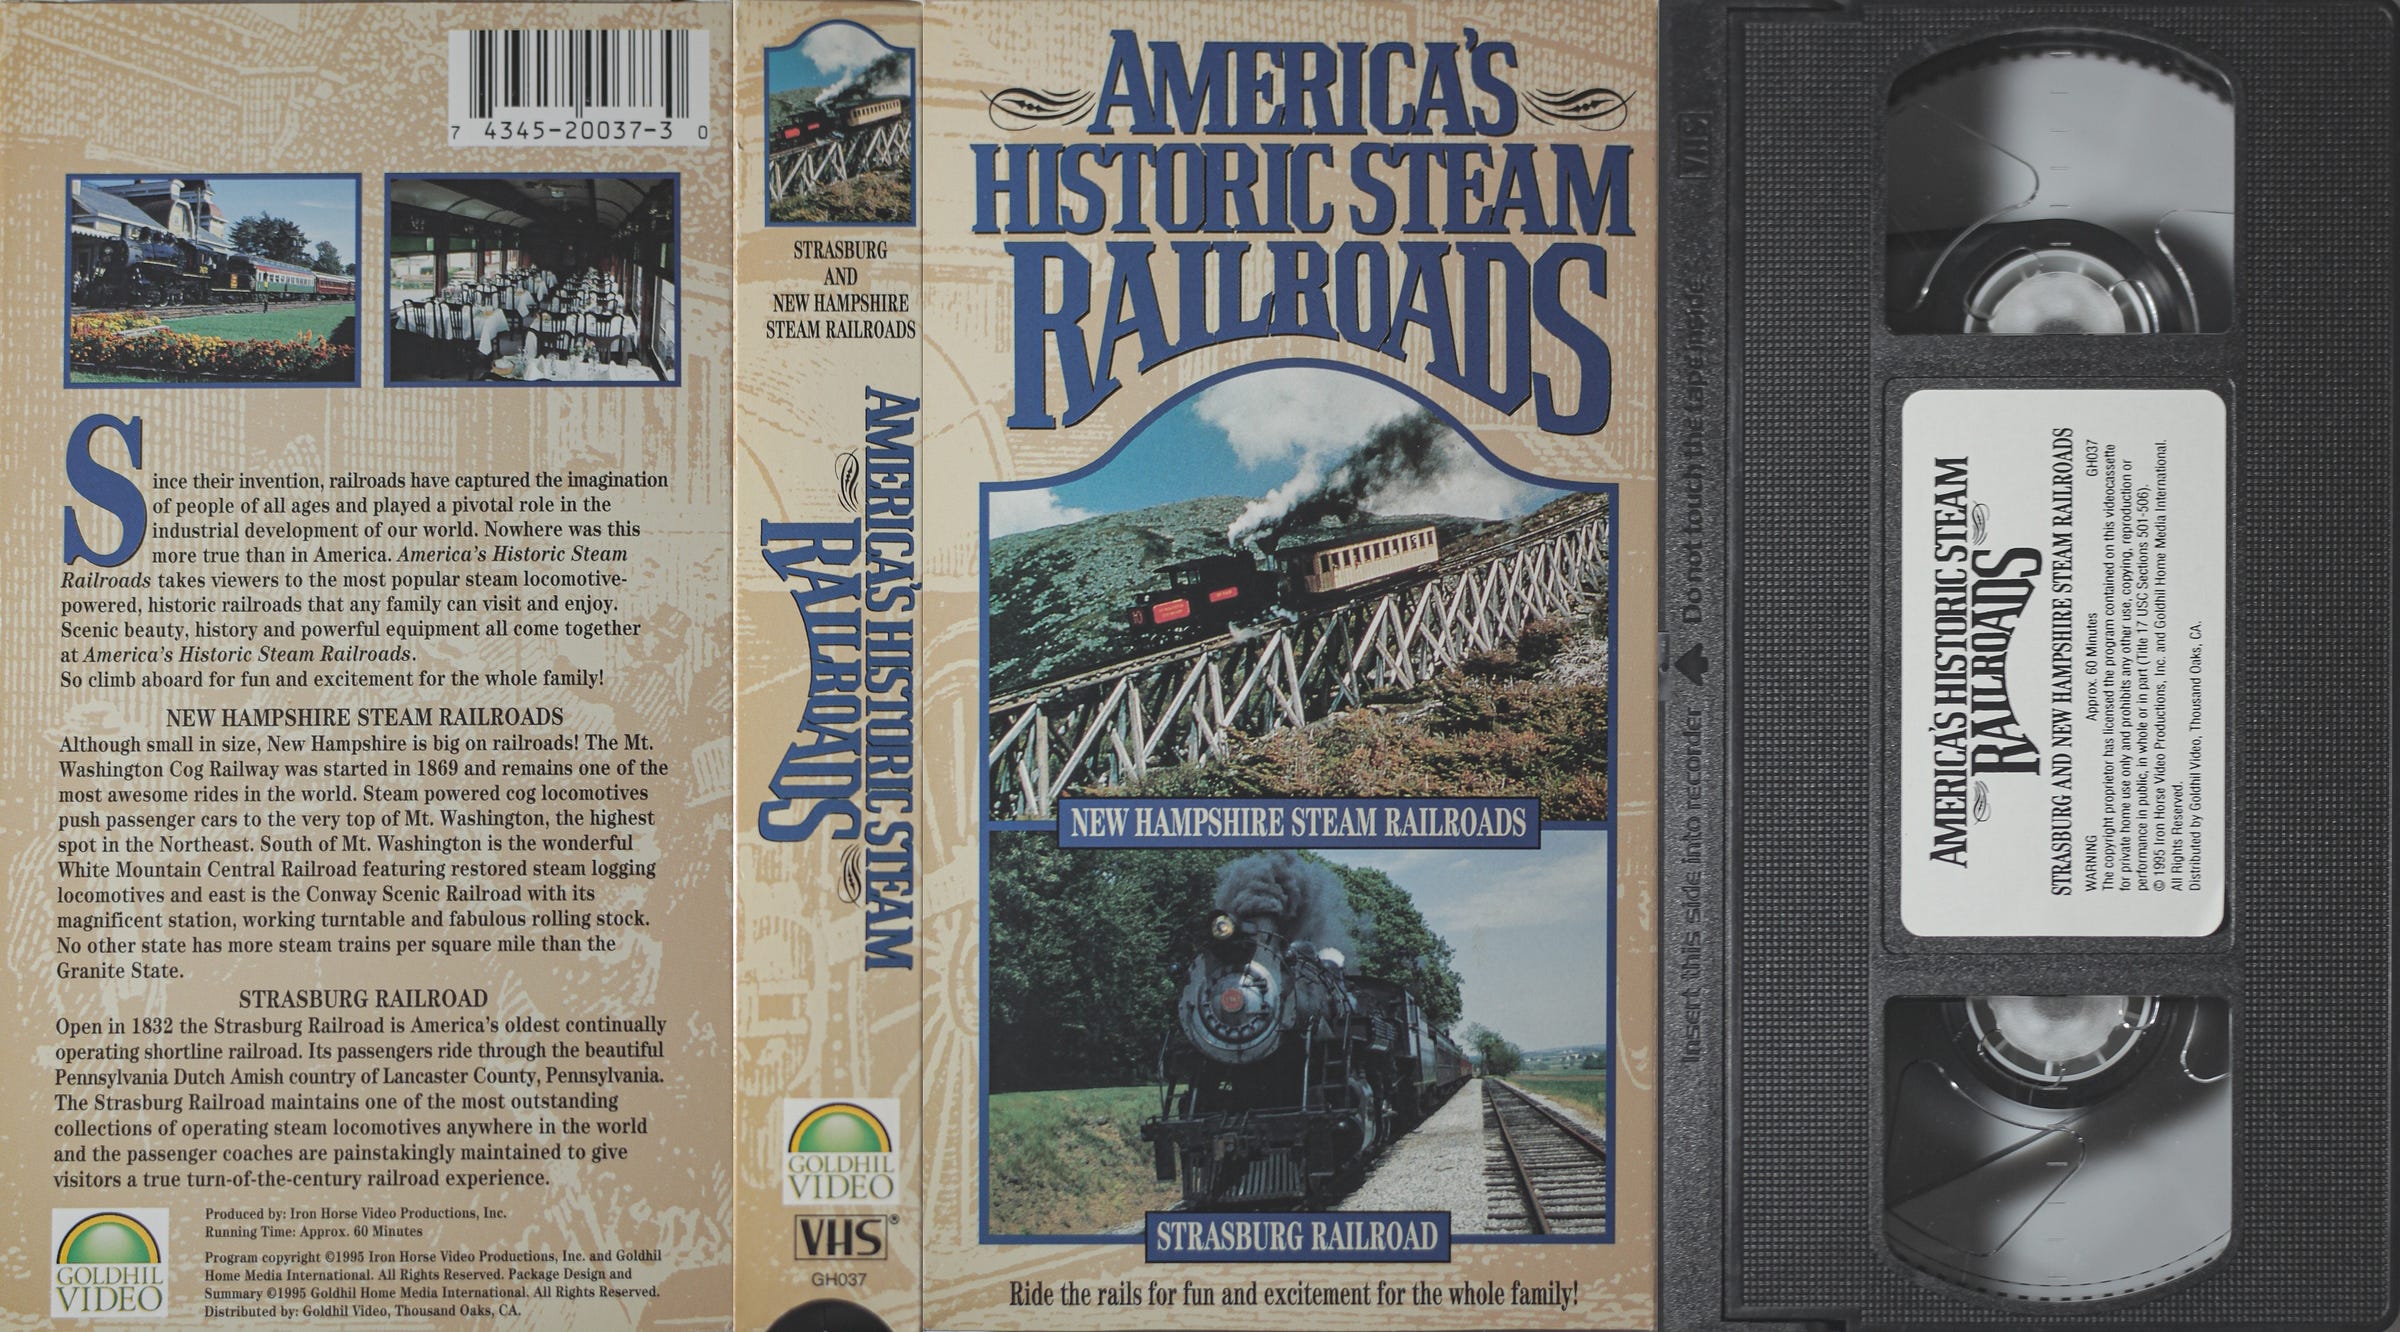 7 4345-20037-3 0
Since their invention, railroads have captured the imagination
of people of all ages and played a pivotal role in the
industrial development of our world. Nowhere was this
more true than in America. America's Historic Steam
Railroads takes viewers to the most popular steam locomotive-
powered, historic railroads that any family can visit and enjoy.
Scenic beauty, history and powerful equipment all come together
at America's Historic Steam Railroads.
So climb aboard for fun and excitement for the whole family!
NEW HAMPSHIRE STEAM RAILROADS
Although small in size, New Hampshire is big on railroads! The Mt.
Washington Cog Railway was started in 1869 and remains one of the
most awesome rides in the world. Steam powered cog locomotives
push passenger cars to the very top of Mt. Washington, the highest
spot in the Northeast. South of Mt. Washington is the wonderful
White Mountain Central Railroad featuring restored steam logging
locomotives and east is the Conway Scenic Railroad with its
magnificent station, working turntable and fabulous rolling stock.
No other state has more steam trains per square mile than the
Granite State.
STRASBURG RAILROAD
Open in 1832 the Strasburg Railroad is America's oldest continually
operating shortline railroad. Its passengers ride through the beautiful
Pennsylvania Dutch Amish country of Lancaster County, Pennsylvania.
The Strasburg Railroad maintains one of the most outstanding
collections of operating steam locomotives anywhere in the world
and the passenger coaches are painstakingly maintained to give
visitors a true turn-of-the-century railroad experience.
GOLDHIL
VIDEO
Produced by: Iron Horse Video Productions, Inc.
Running Time: Approx. 60 Minutes
Program copyright ©1995 Iron Horse Video Productions, Inc. and Goldhil
Home Media International. All Rights Reserved. Package Design and
Summary ©1995 Goldhil Home Media International. All Rights Reserved.
Distributed by: Goldhil Video, Thousand Oaks, CA.
STRASBURG
AND
NEW HAMPSHIRE
STEAM RAILROADS
AMERICA'S HISTORIC STEAM
RAILROADS
GOLDHIL
VIDEO
VHS®
GH037
AMERICA'S
HISTORIC STEAM
RAILROADS
NEW HAMPSHIRE STEAM RAILROADS
STRASBURG RAILROAD
Ride the rails for fun and excitement for the whole family!
VHS
Insert this side into recorder Do not touch the tape inside
AMERICA'S HISTORIC STEAM
RAILROADS
STRASBURG AND NEW HAMPSHIRE STEAM RAILROADS
WARNING Approx. 60 Minutes GH037
The copyright proprietor has licensed the program contained on this videocassette
for private home use only and prohibits any other use, copying, reproduction or
performance in public, in whole or in part (Title 17 USC Sections 501-506).
© 1995 Iron Horse Video Productions, Inc. and Goldhil Home Media International.
All Rights Reserved.
Distributed by Goldhil Video, Thousand Oaks, CA.